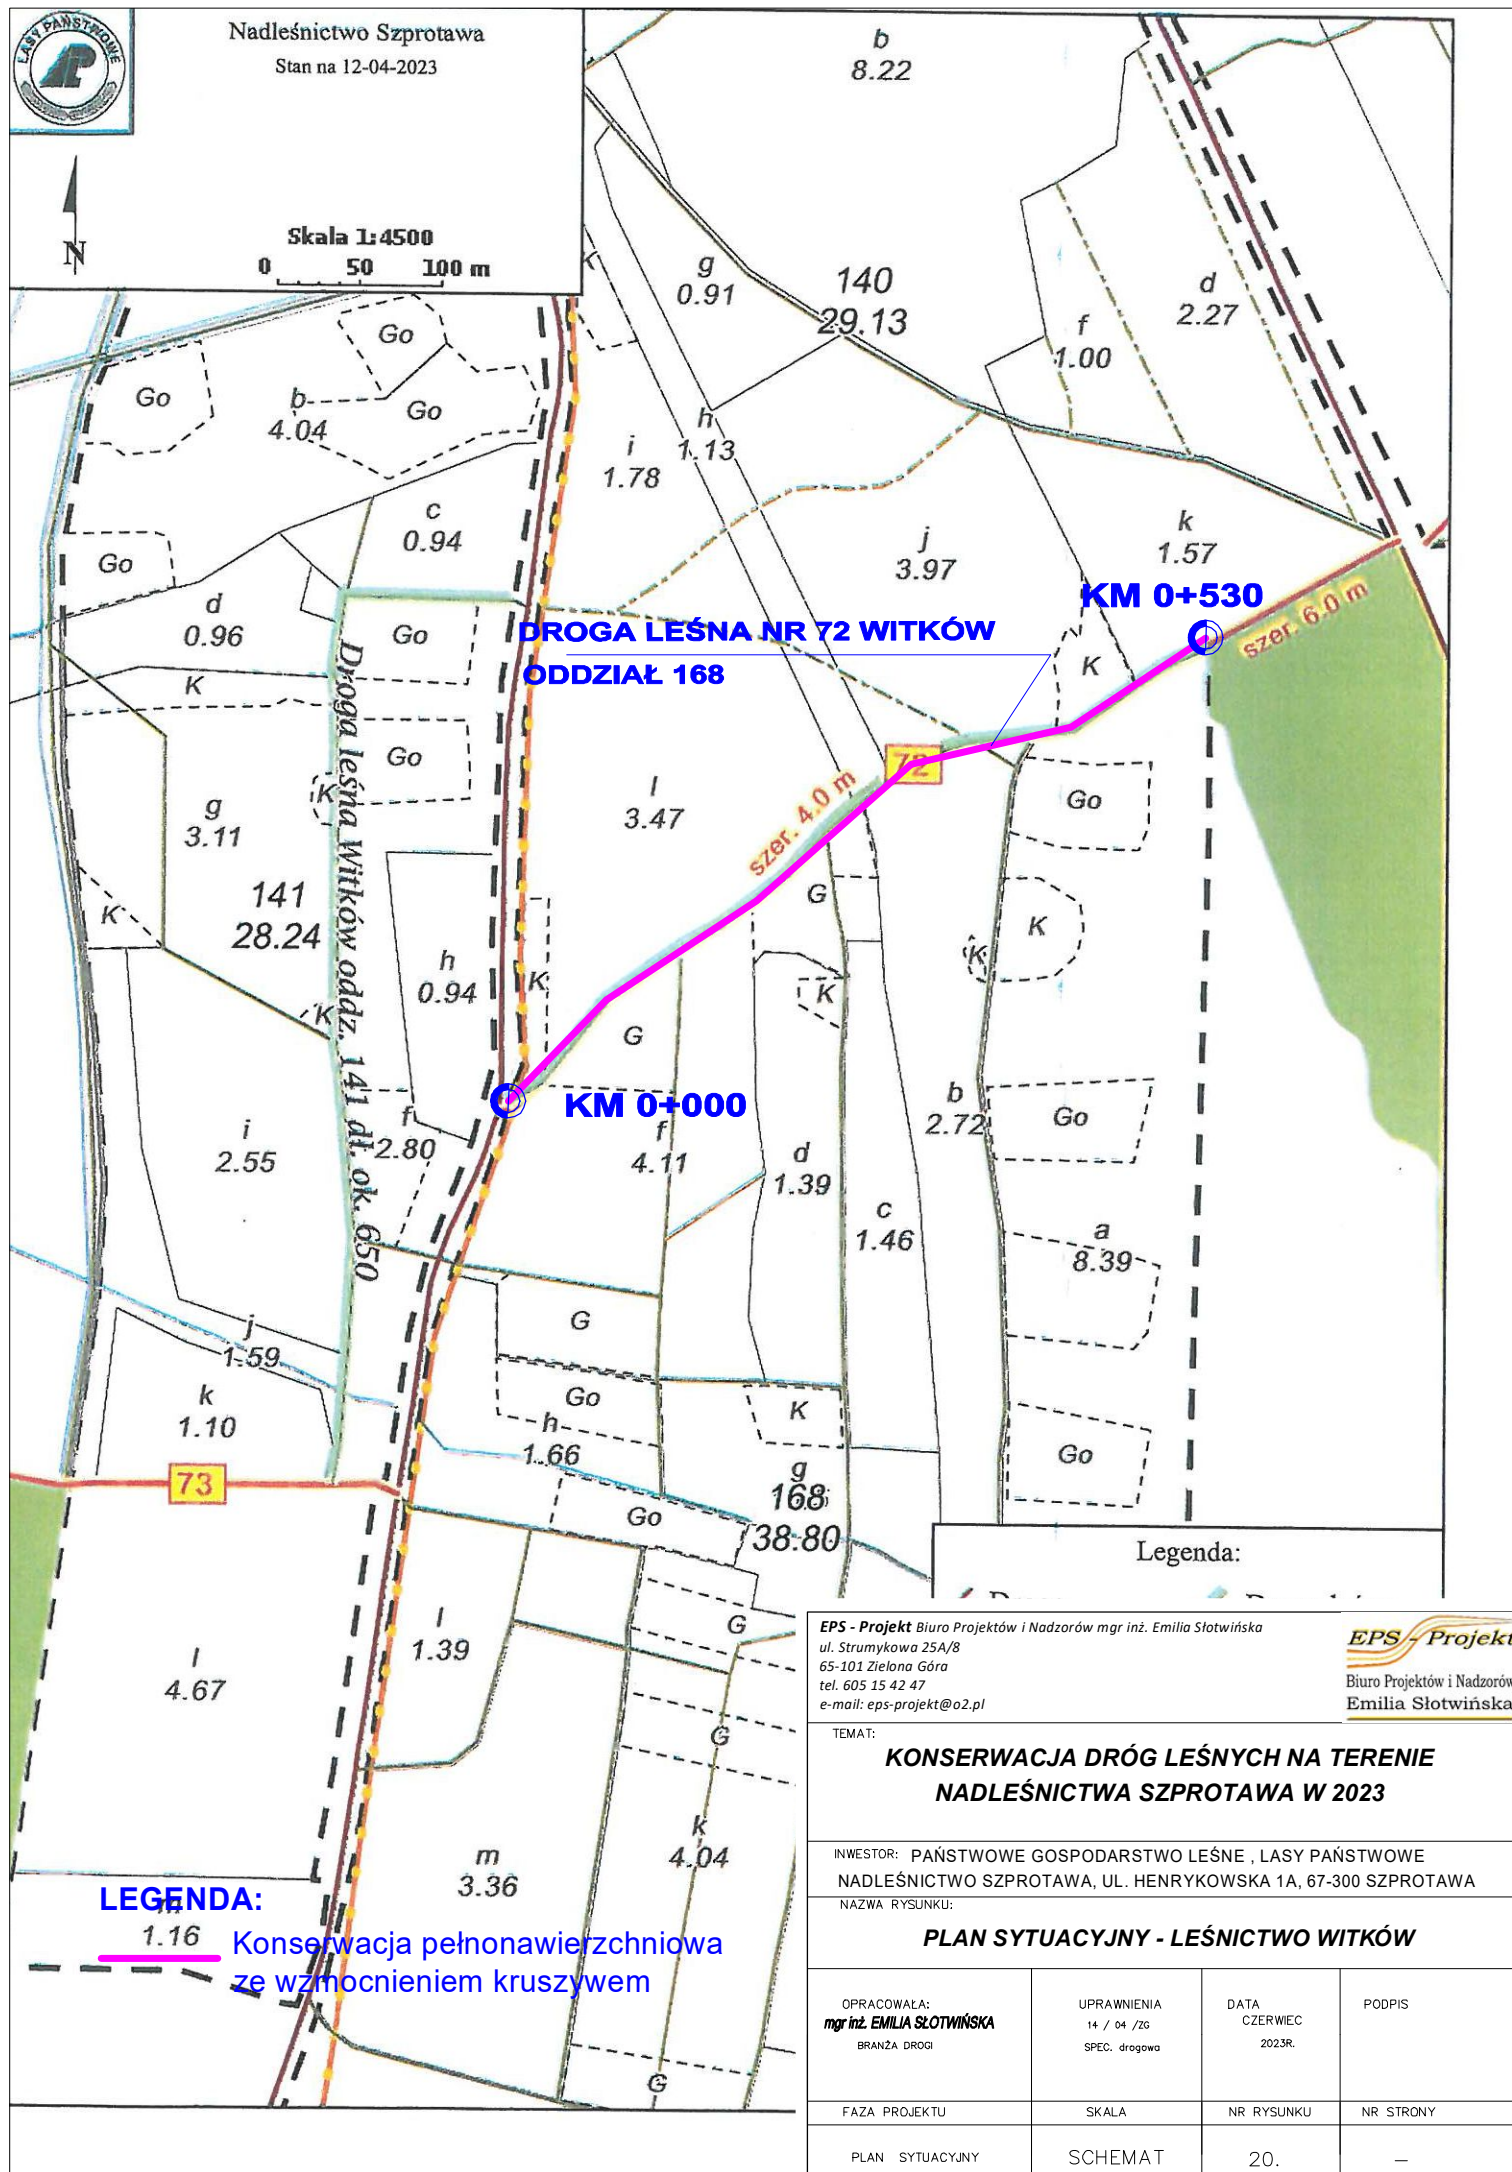 LASY PAŃSTWOWE
Nadleśnictwo Szprotawa
Stan na 12-04-2023
N
Skala 1:4500
0 50 100 m
b
8.22
g
0.91
140
29.13
d
2.27
f
1.00
K
Go
Go
b
4.04
Go
h
1.13
i
1.78
c
0.94
j
3.97
k
1.57
Go
KM 0+530
szer. 6.0 m
d
0.96
Go
DROGA LEŚNA NR 72 WITKÓW
ODDZIAŁ 168
K
K
Droga leśna Witków oddz. 141 dł. ok. 650
Go
72
K
g
3.11
l
3.47
szer. 4.0 m
Go
141
28.24
K
G
K
K
h
0.94
K
K
K
G
KM 0+000
i
2.55
f
2.80
f
4.11
d
1.39
b
2.72
Go
c
1.46
a
8.39
j
1.59
G
k
1.10
Go
h
1.66
K
Go
73
g
168
38.80
Go
Legenda:
l
1.39
G
l
4.67
G
k
4.04
m
3.36
G
LEGENDA:
m
1.16
Konserwacja pełnonawierzchniowa
ze wzmocnieniem kruszywem
EPS - Projekt Biuro Projektów i Nadzorów mgr inż. Emilia Słotwińska
ul. Strumykowa 25A/8
65-101 Zielona Góra
tel. 605 15 42 47
e-mail: eps-projekt@o2.pl
EPS - Projekt
Biuro Projektów i Nadzorów
Emilia Słotwińska
TEMAT:
KONSERWACJA DRÓG LEŚNYCH NA TERENIE
NADLEŚNICTWA SZPROTAWA W 2023
INWESTOR: PAŃSTWOWE GOSPODARSTWO LEŚNE , LASY PAŃSTWOWE
NADLEŚNICTWO SZPROTAWA, UL. HENRYKOWSKA 1A, 67-300 SZPROTAWA
NAZWA RYSUNKU:
PLAN SYTUACYJNY - LEŚNICTWO WITKÓW
OPRACOWAŁA:
mgr inż. EMILIA SŁOTWIŃSKA
BRANŻA DROGI
UPRAWNIENIA
14 / 04 /ZG
SPEC. drogowa
DATA
CZERWIEC
2023R.
PODPIS
FAZA PROJEKTU SKALA NR RYSUNKU NR STRONY
PLAN SYTUACYJNY SCHEMAT 20. —